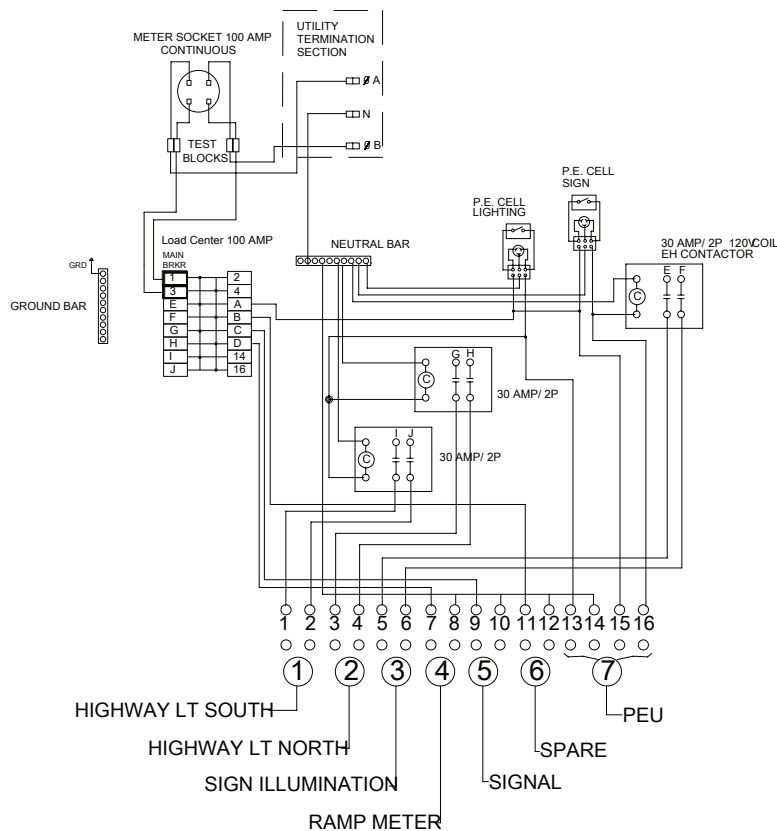 METER SOCKET 100 AMP
CONTINUOUS
UTILITY
TERMINATION
SECTION
Ø A
N
Ø B
TEST
BLOCKS
P.E. CELL
LIGHTING
P.E. CELL
SIGN
30 AMP/ 2P 120VCOIL
EH CONTACTOR
E F
C
Load Center 100 AMP
MAIN
BRKR
NEUTRAL BAR
GRD
GROUND BAR
1 2
3 4
E A
F B
G C
H D
I 14
J 16
G H
C
30 AMP/ 2P
I J
C
30 AMP/ 2P
1 2 3 4 5 6 7 8 9 10 11 12 13 14 15 16
1 2 3 4 5 6 7
HIGHWAY LT SOUTH
PEU
HIGHWAY LT NORTH
SPARE
SIGN ILLUMINATION
SIGNAL
RAMP METER